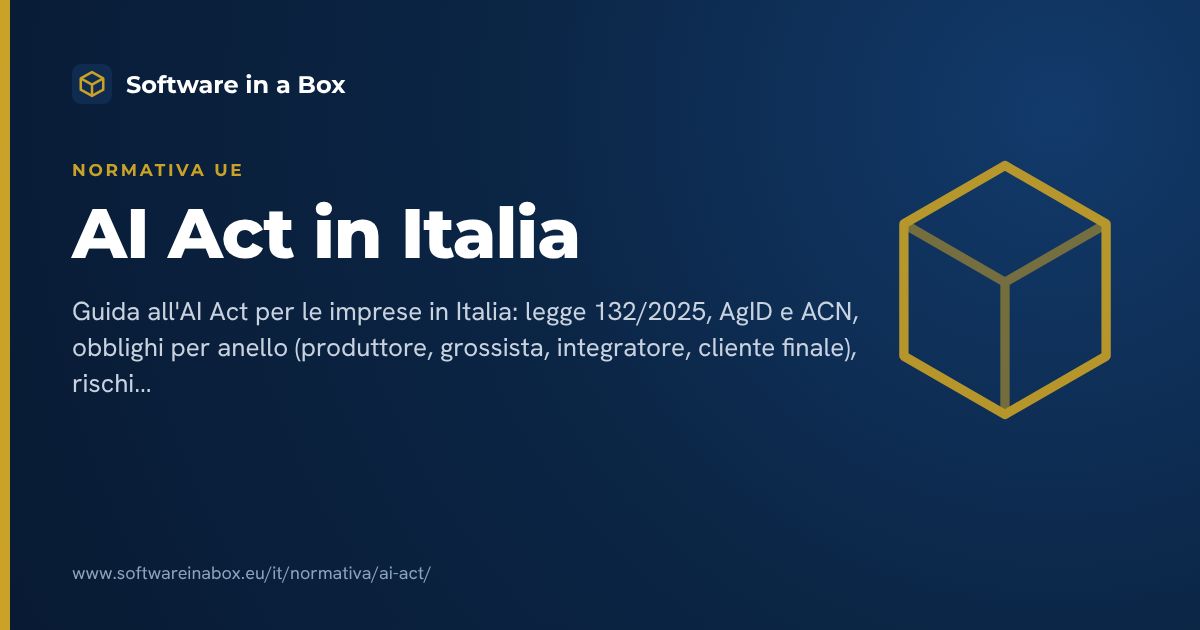 Software in a Box
NORMATIVA UE
AI Act in Italia
Guida all'AI Act per le imprese in Italia: legge 132/2025, AgID e ACN,
obblighi per anello (produttore, grossista, integratore, cliente finale),
rischi...
www.softwareinabox.eu/it/normativa/ai-act/